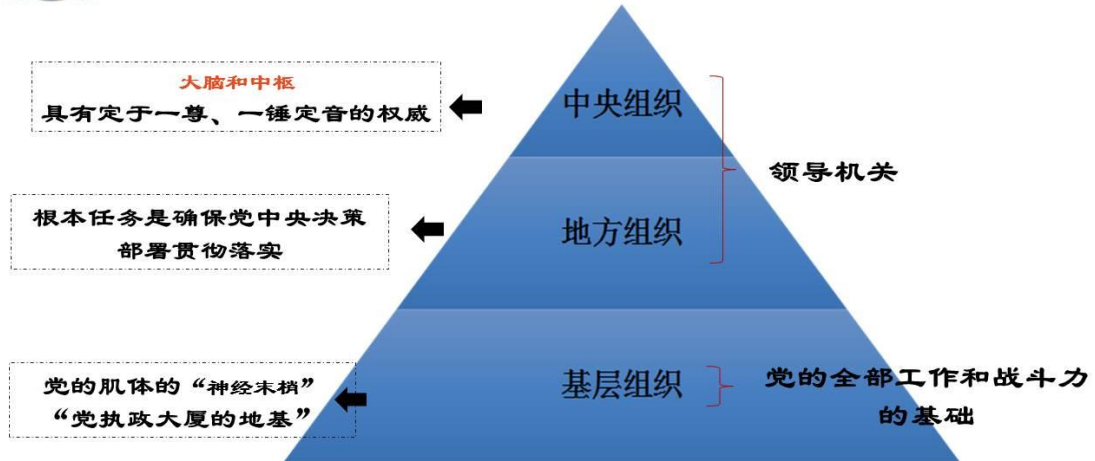 大脑和中枢
具有定于一尊、一锤定音的权威
中央组织
领导机关
根本任务是确保党中央决策
部署贯彻落实
地方组织
党的肌体的“神经末梢”
“党执政大厦的地基”
基层组织
党的全部工作和战斗力
的基础